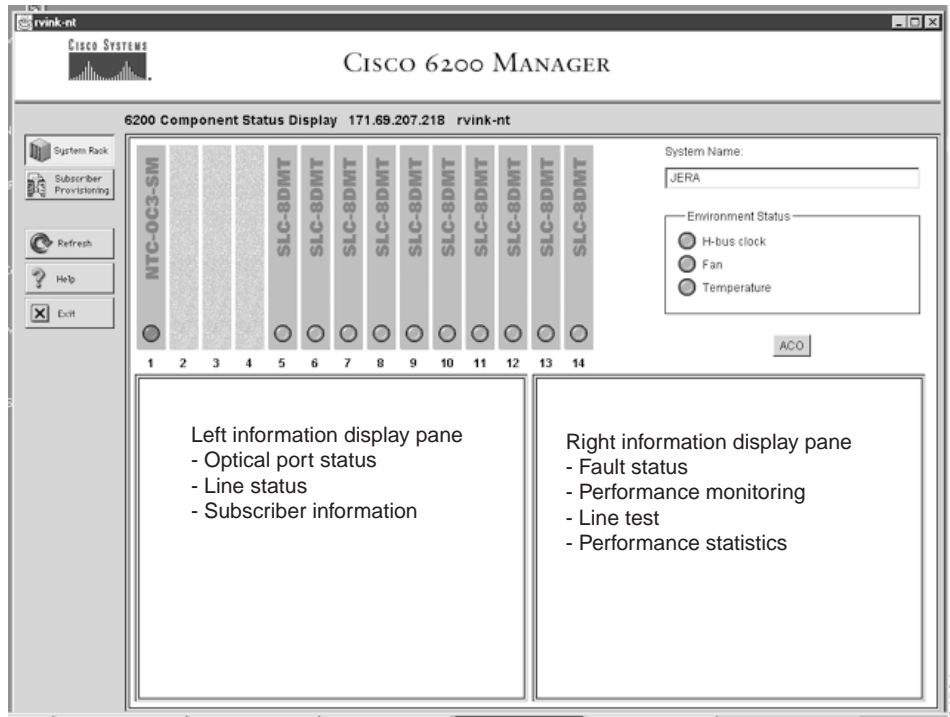 rvink-nt
CISCO SYSTEMS
CISCO 6200 MANAGER
6200 Component Status Display 171.69.207.218 rvink-nt
System Rack
Subscriber
Provisioning
Refresh
Help
Exit
NTC-OC3-SM
SLC-8DMT
SLC-8DMT
SLC-8DMT
SLC-8DMT
SLC-8DMT
SLC-8DMT
SLC-8DMT
SLC-8DMT
SLC-8DMT
SLC-8DMT
1 2 3 4 5 6 7 8 9 10 11 12 13 14
System Name:
JERA
Environment Status
H-bus clock
Fan
Temperature
ACO
Left information display pane
- Optical port status
- Line status
- Subscriber information
Right information display pane
- Fault status
- Performance monitoring
- Line test
- Performance statistics